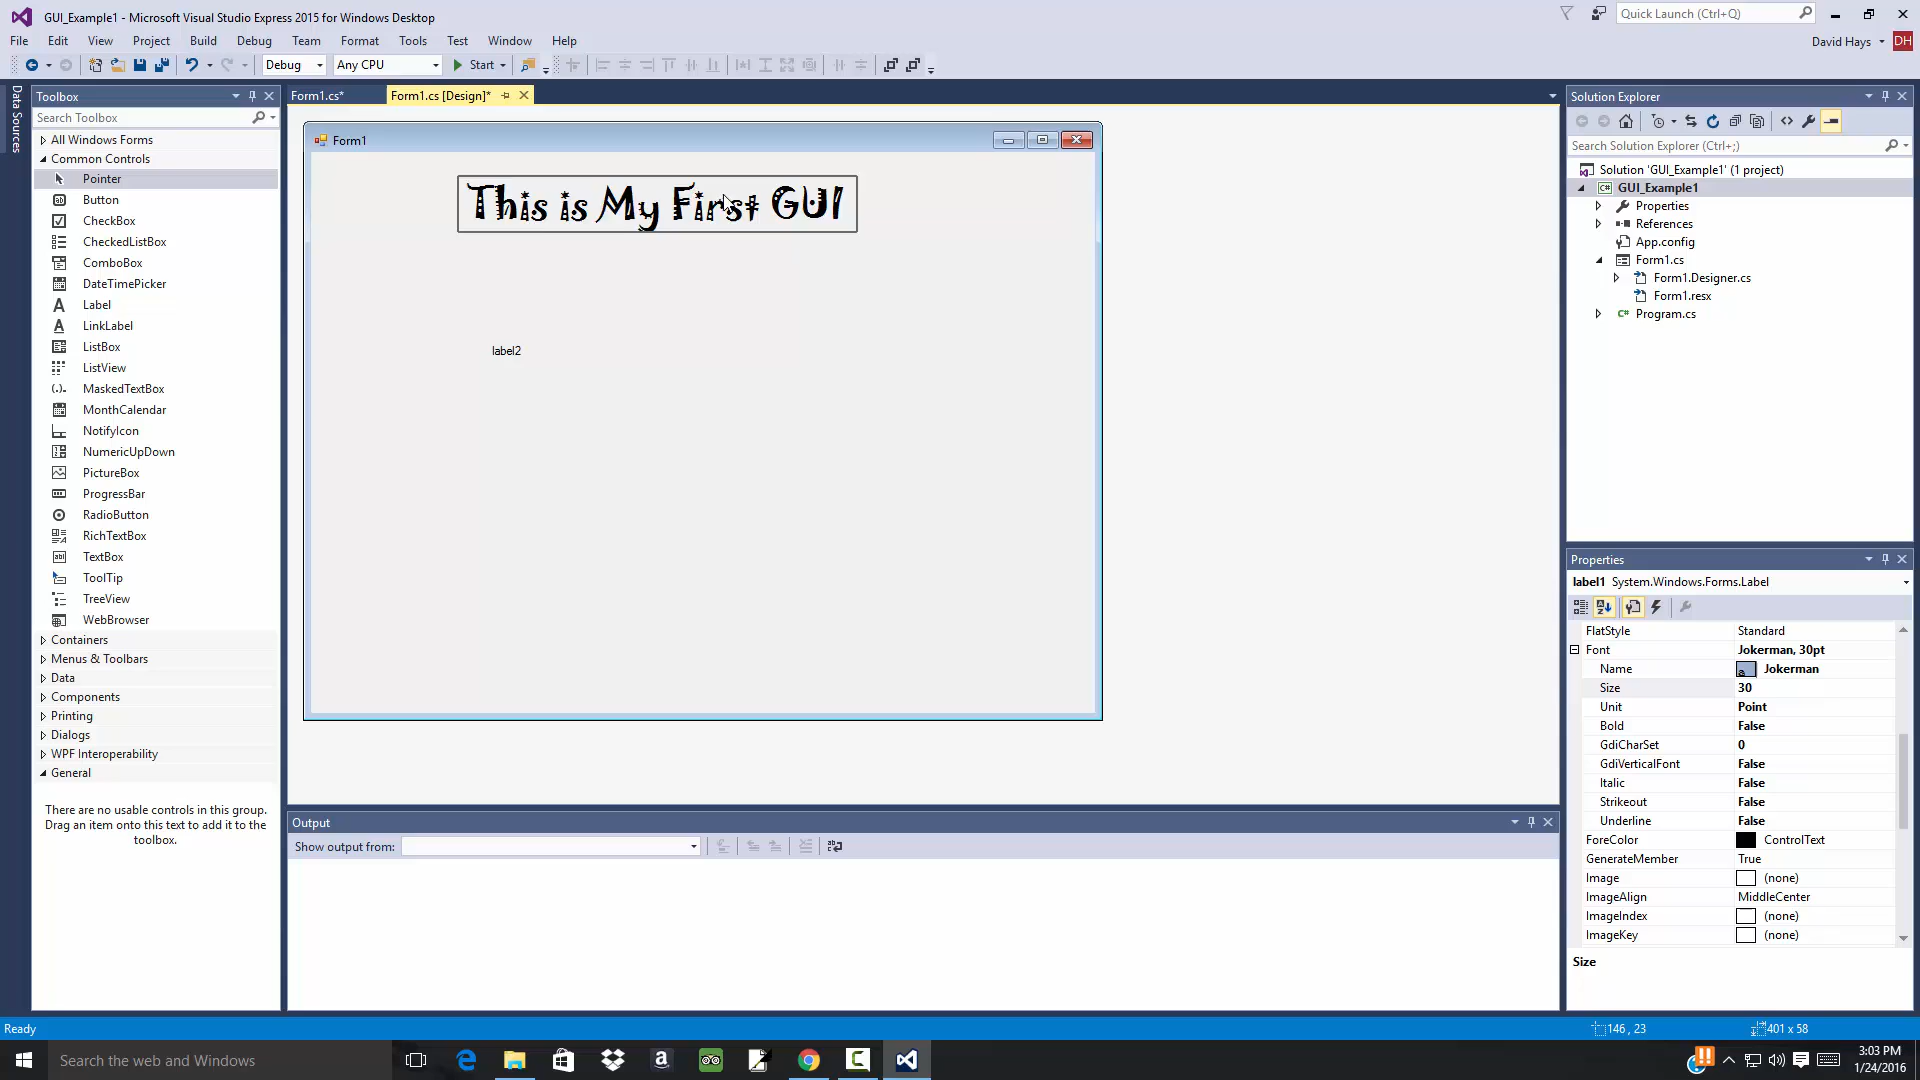 GUI_Example1 - Microsoft Visual Studio Express 2015 for Windows Desktop
Quick Launch (Ctrl+Q)
File Edit View Project Build Debug Team Format Tools Test Window Help
David Hays DH
Debug Any CPU Start
Data Sources
Toolbox
Search Toolbox
All Windows Forms
Common Controls
Pointer
Button
CheckBox
CheckedListBox
ComboBox
DateTimePicker
Label
LinkLabel
ListBox
ListView
MaskedTextBox
MonthCalendar
NotifyIcon
NumericUpDown
PictureBox
ProgressBar
RadioButton
RichTextBox
TextBox
ToolTip
TreeView
WebBrowser
Containers
Menus & Toolbars
Data
Components
Printing
Dialogs
WPF Interoperability
General
There are no usable controls in this group.
Drag an item onto this text to add it to the
toolbox.
Form1.cs* Form1.cs [Design]*
Form1
This is My First GUI
label2
Output
Show output from:
Solution Explorer
Search Solution Explorer (Ctrl+;)
Solution 'GUI_Example1' (1 project)
GUI_Example1
Properties
References
App.config
Form1.cs
Form1.Designer.cs
Form1.resx
Program.cs
Properties
label1 System.Windows.Forms.Label
FlatStyle Standard
Font Jokerman, 30pt
Name Jokerman
Size 30
Unit Point
Bold False
GdiCharSet 0
GdiVerticalFont False
Italic False
Strikeout False
Underline False
ForeColor ControlText
GenerateMember True
Image (none)
ImageAlign MiddleCenter
ImageIndex (none)
ImageKey (none)
Size
Ready 146 , 23 401 x 58
Search the web and Windows
3:03 PM
1/24/2016